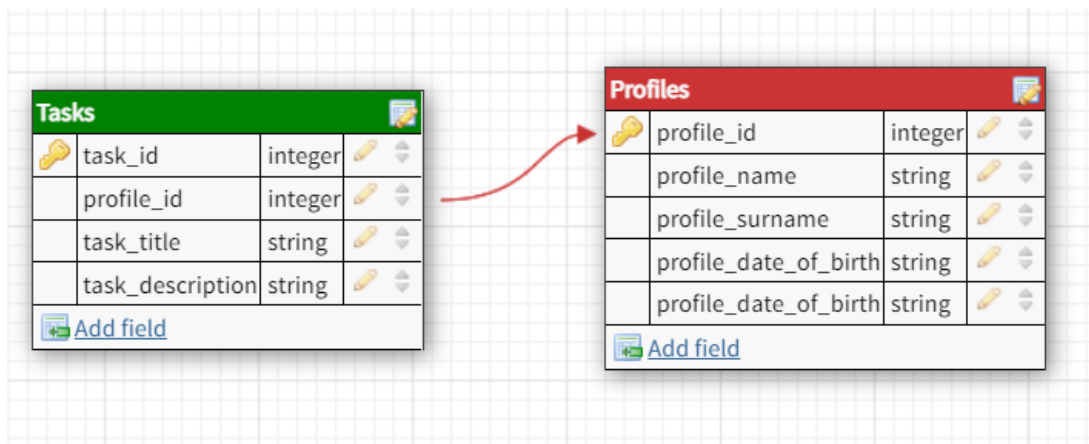 Tasks
task_id integer
profile_id integer
task_title string
task_description string
Add field
Profiles
profile_id integer
profile_name string
profile_surname string
profile_date_of_birth string
profile_date_of_birth string
Add field